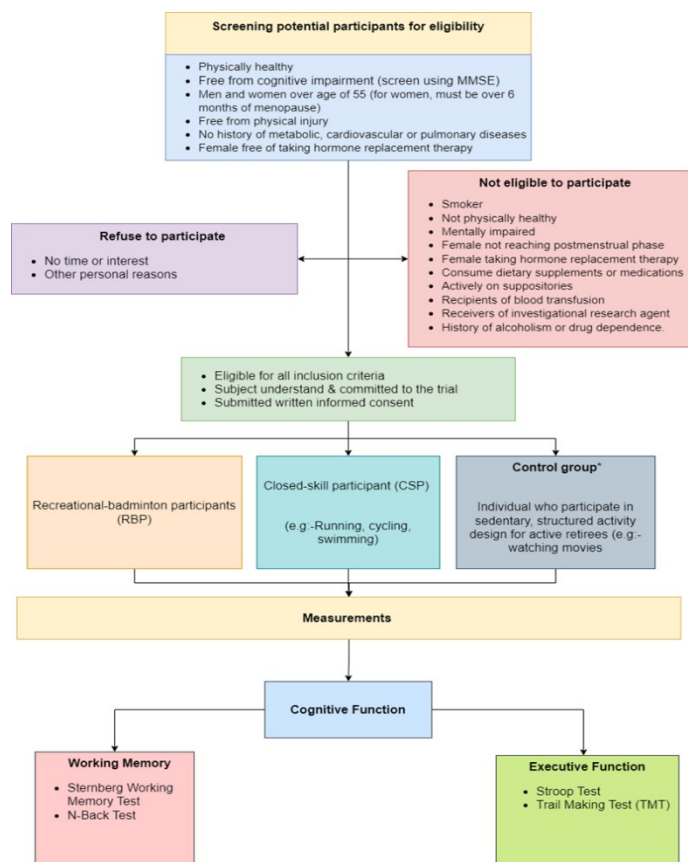 Screening potential participants for eligibility
Physically healthy
Free from cognitive impairment (screen using MMSE)
Men and women over age of 55 (for women, must be over 6
months of menopause)
Free from physical injury
No history of metabolic, cardiovascular or pulmonary diseases
Female free of taking hormone replacement therapy
Not eligible to participate
Smoker
Not physically healthy
Mentally impaired
Female not reaching postmenstrual phase
Female taking hormone replacement therapy
Consume dietary supplements or medications
Actively on suppositories
Recipients of blood transfusion
Receivers of investigational research agent
History of alcoholism or drug dependence.
Refuse to participate
No time or interest
Other personal reasons
Eligible for all inclusion criteria
Subject understand & committed to the trial
Submitted written informed consent
Recreational-badminton participants
(RBP)
Closed-skill participant (CSP)
(e.g:-Running, cycling,
swimming)
Control group*
Individual who participate in
sedentary, structured activity
design for active retirees (e.g:-
watching movies
Measurements
Cognitive Function
Working Memory
Sternberg Working
Memory Test
N-Back Test
Executive Function
Stroop Test
Trail Making Test (TMT)